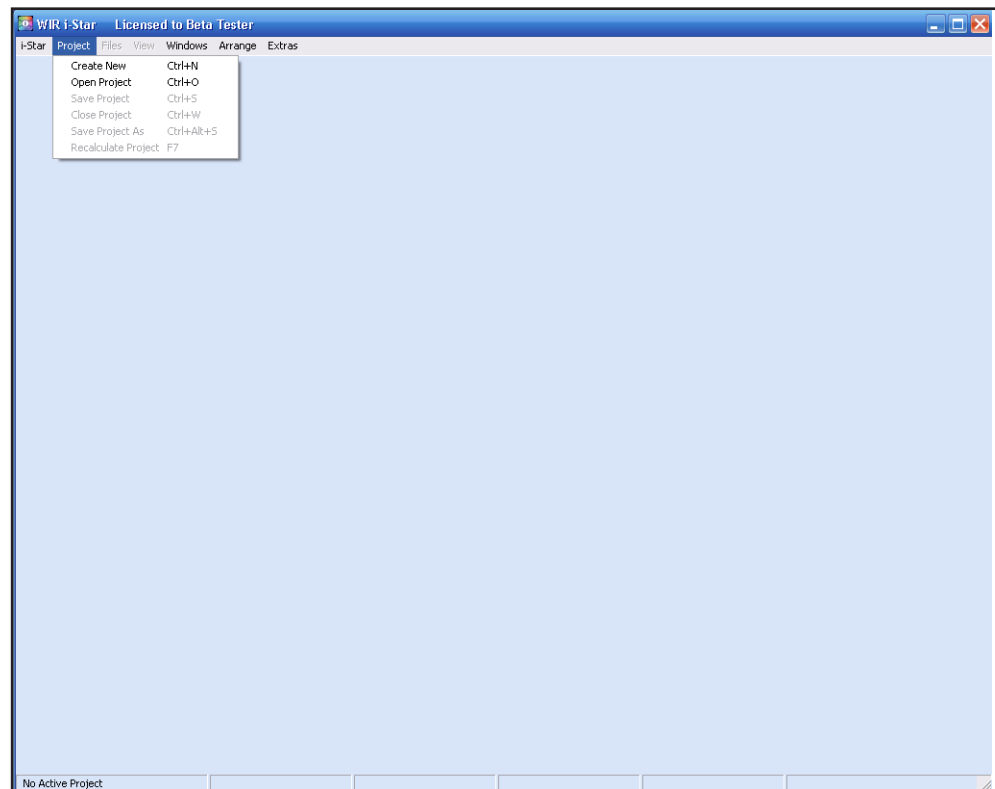 WIR i-Star Licensed to Beta Tester
i-Star Project Files View Windows Arrange Extras
Create New Ctrl+N
Open Project Ctrl+O
Save Project Ctrl+S
Close Project Ctrl+W
Save Project As Ctrl+Alt+S
Recalculate Project F7
No Active Project